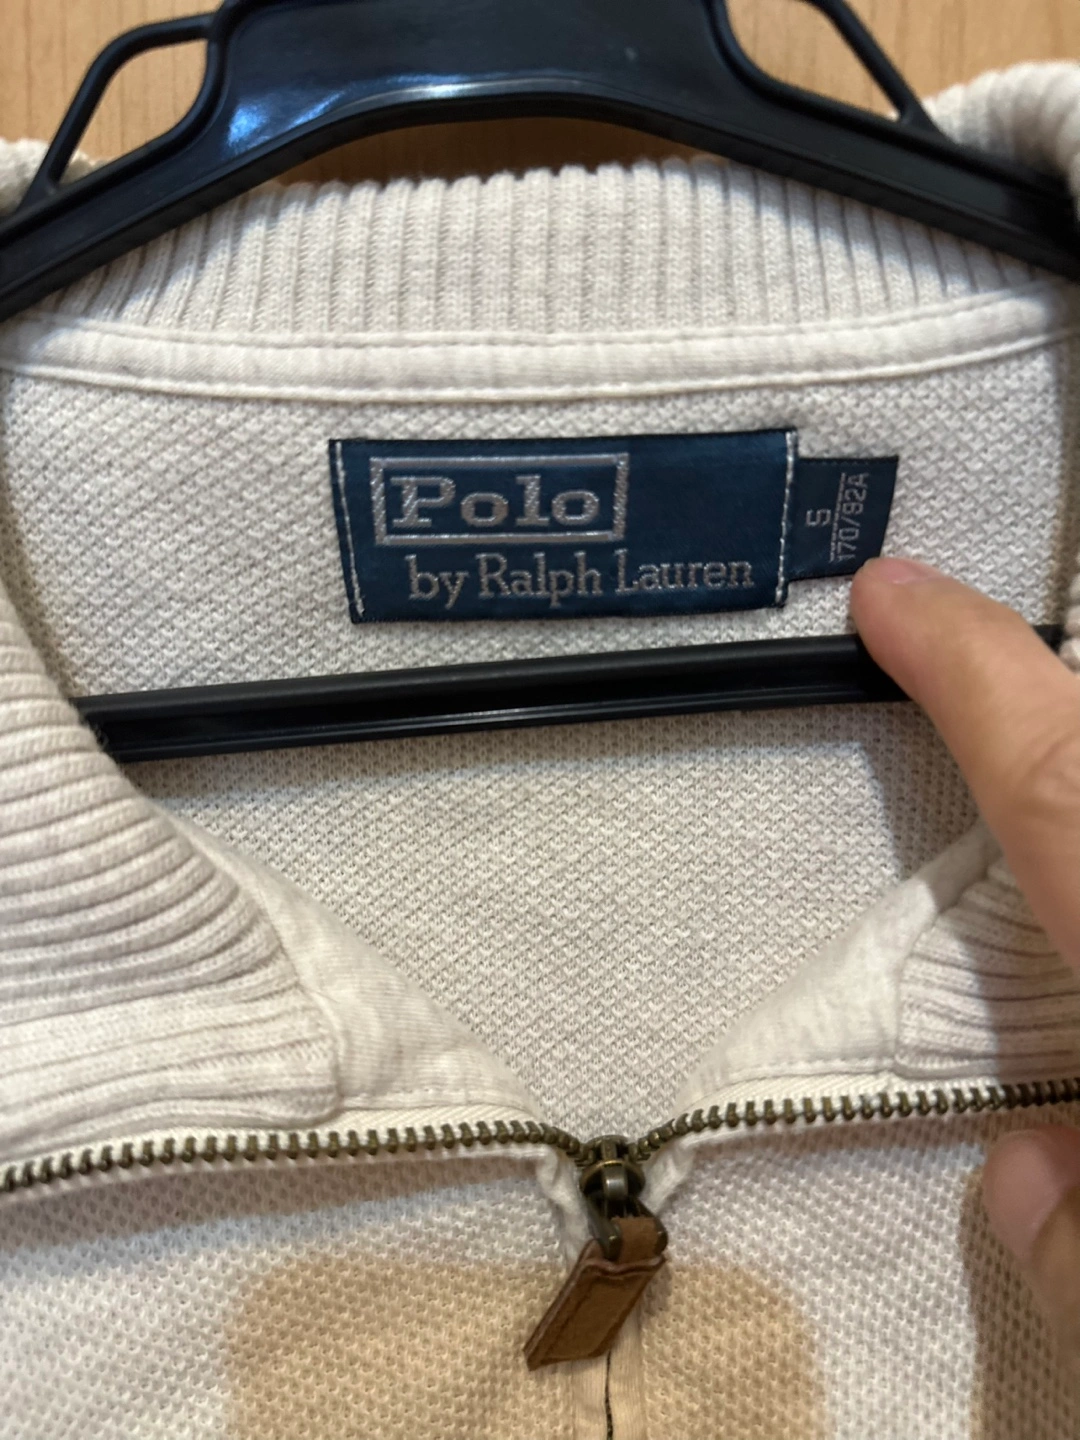 Polo
by Ralph Lauren
S
170/92A